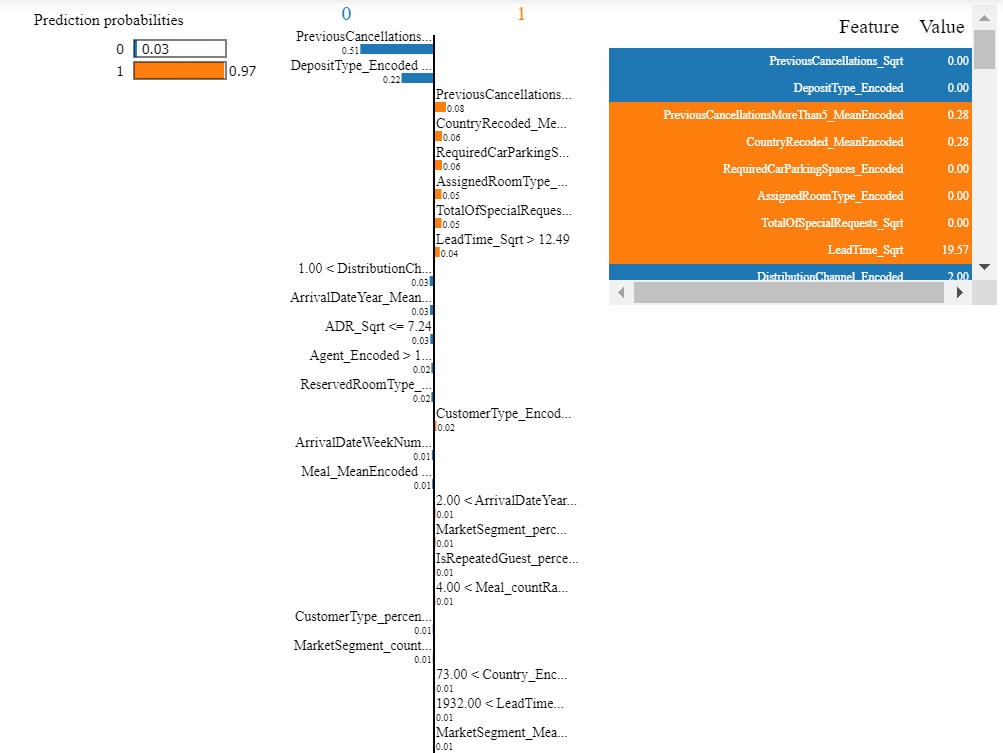 Prediction probabilities
0 0.03
1 0.97
0 1
PreviousCancellations...
0.51
DepositType_Encoded ...
0.22
PreviousCancellations...
0.08
CountryRecoded_Me...
0.06
RequiredCarParkingS...
0.06
AssignedRoomType_...
0.05
TotalOfSpecialReques...
0.05
LeadTime_Sqrt > 12.49
0.04
1.00 < DistributionCh...
0.03
ArrivalDateYear_Mean...
0.03
ADR_Sqrt <= 7.24
0.03
Agent_Encoded > 1...
0.02
ReservedRoomType_...
0.02
CustomerType_Encod...
0.02
ArrivalDateWeekNum...
0.01
Meal_MeanEncoded ...
0.01
2.00 < ArrivalDateYear...
0.01
MarketSegment_perc...
0.01
IsRepeatedGuest_perce...
0.01
4.00 < Meal_countRa...
0.01
CustomerType_percen...
0.01
MarketSegment_count...
0.01
73.00 < Country_Enc...
0.01
1932.00 < LeadTime...
0.01
MarketSegment_Mea...
0.01
Feature Value
PreviousCancellations_Sqrt 0.00
DepositType_Encoded 0.00
PreviousCancellationsMoreThan5_MeanEncoded 0.28
CountryRecoded_MeanEncoded 0.28
RequiredCarParkingSpaces_Encoded 0.00
AssignedRoomType_Encoded 0.00
TotalOfSpecialRequests_Sqrt 0.00
LeadTime_Sqrt 19.57
DistributionChannel_Encoded 2.00